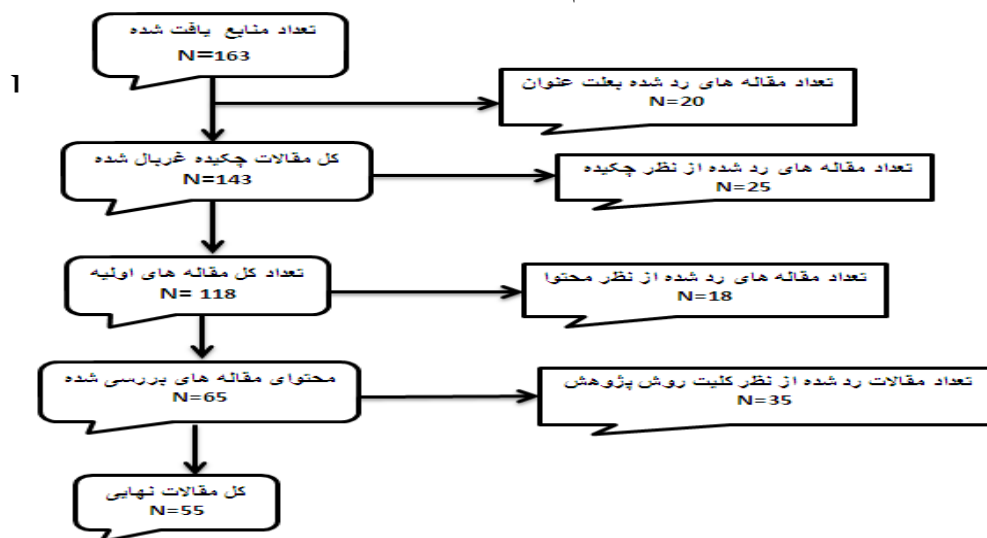 تعداد منابع یافت شده
N=163
1
تعداد مقاله های رد شده بعلت عنوان
N=20
کل مقالات چکیده غربال شده
N=143
تعداد مقاله های رد شده از نظر چکیده
N=25
تعداد کل مقاله های اولیه
N= 118
تعداد مقاله های رد شده از نظر محتوا
N=18
محتوای مقاله های بررسی شده
N=65
تعداد مقالات رد شده از نظر کلیت روش پژوهش
N=35
کل مقالات نهایی
N=55